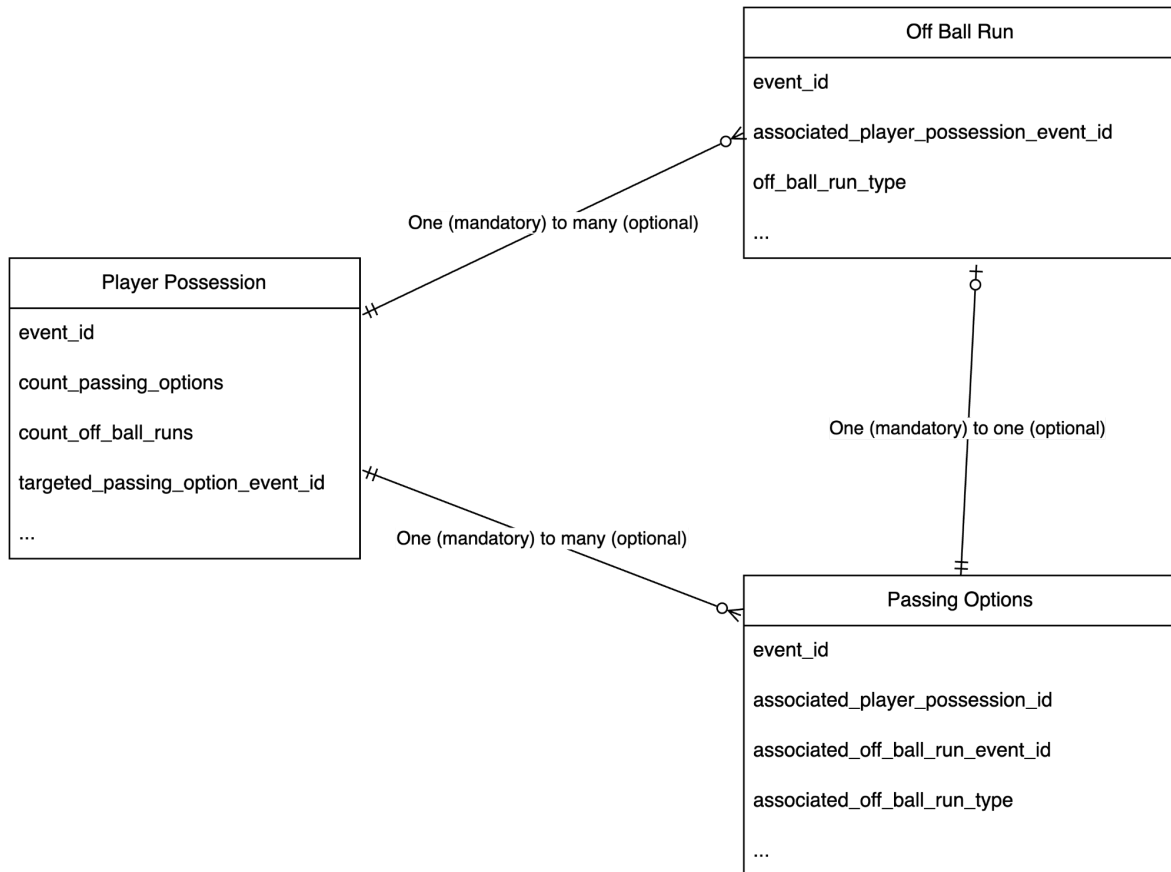 Off Ball Run
event_id
associated_player_possession_event_id
off_ball_run_type
...
One (mandatory) to many (optional)
Player Possession
event_id
count_passing_options
count_off_ball_runs
targeted_passing_option_event_id
...
One (mandatory) to one (optional)
One (mandatory) to many (optional)
Passing Options
event_id
associated_player_possession_id
associated_off_ball_run_event_id
associated_off_ball_run_type
...